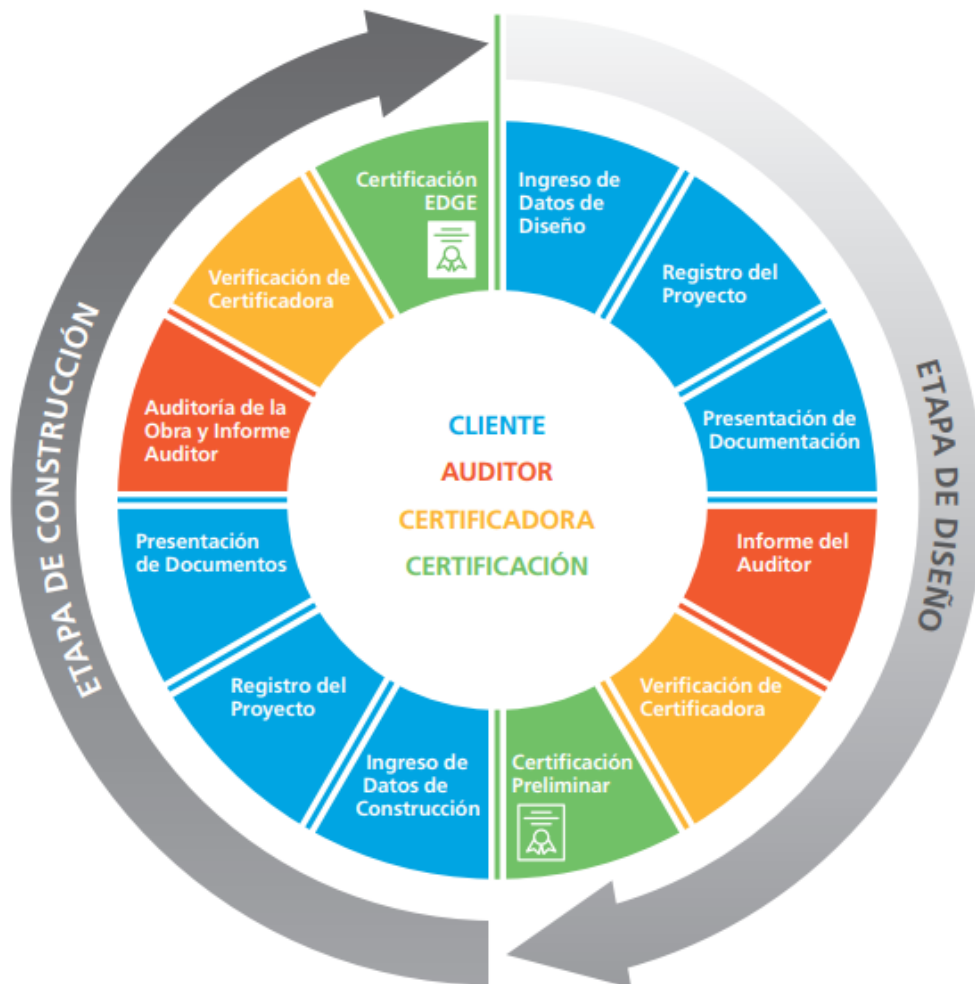 Certificación
EDGE
Ingreso de
Datos de
Diseño
Registro del
Proyecto
Presentación de
Documentación
Informe del
Auditor
Verificación de
Certificadora
Certificación
Preliminar
Ingreso de
Datos de
Construcción
Registro del
Proyecto
Presentación
de Documentos
Auditoría de la
Obra y Informe
Auditor
Verificación de
Certificadora
CLIENTE
AUDITOR
CERTIFICADORA
CERTIFICACIÓN
ETAPA DE DISEÑO
ETAPA DE CONSTRUCCIÓN